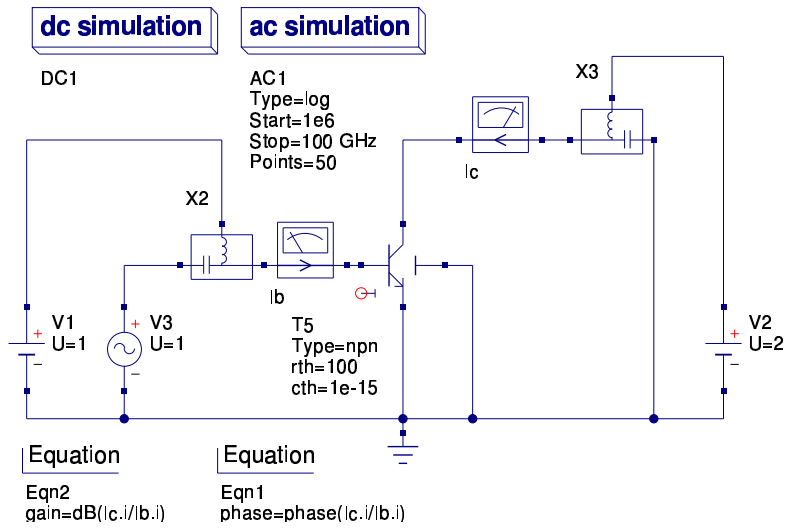 dc simulation
ac simulation
DC1
AC1
Type=log
Start=1e6
Stop=100 GHz
Points=50
X3
Ic
X2
Ib
V1
U=1
V3
U=1
T5
Type=npn
rth=100
cth=1e-15
V2
U=2
Equation
Eqn2
gain=dB(Ic.i/Ib.i)
Equation
Eqn1
phase=phase(Ic.i/Ib.i)